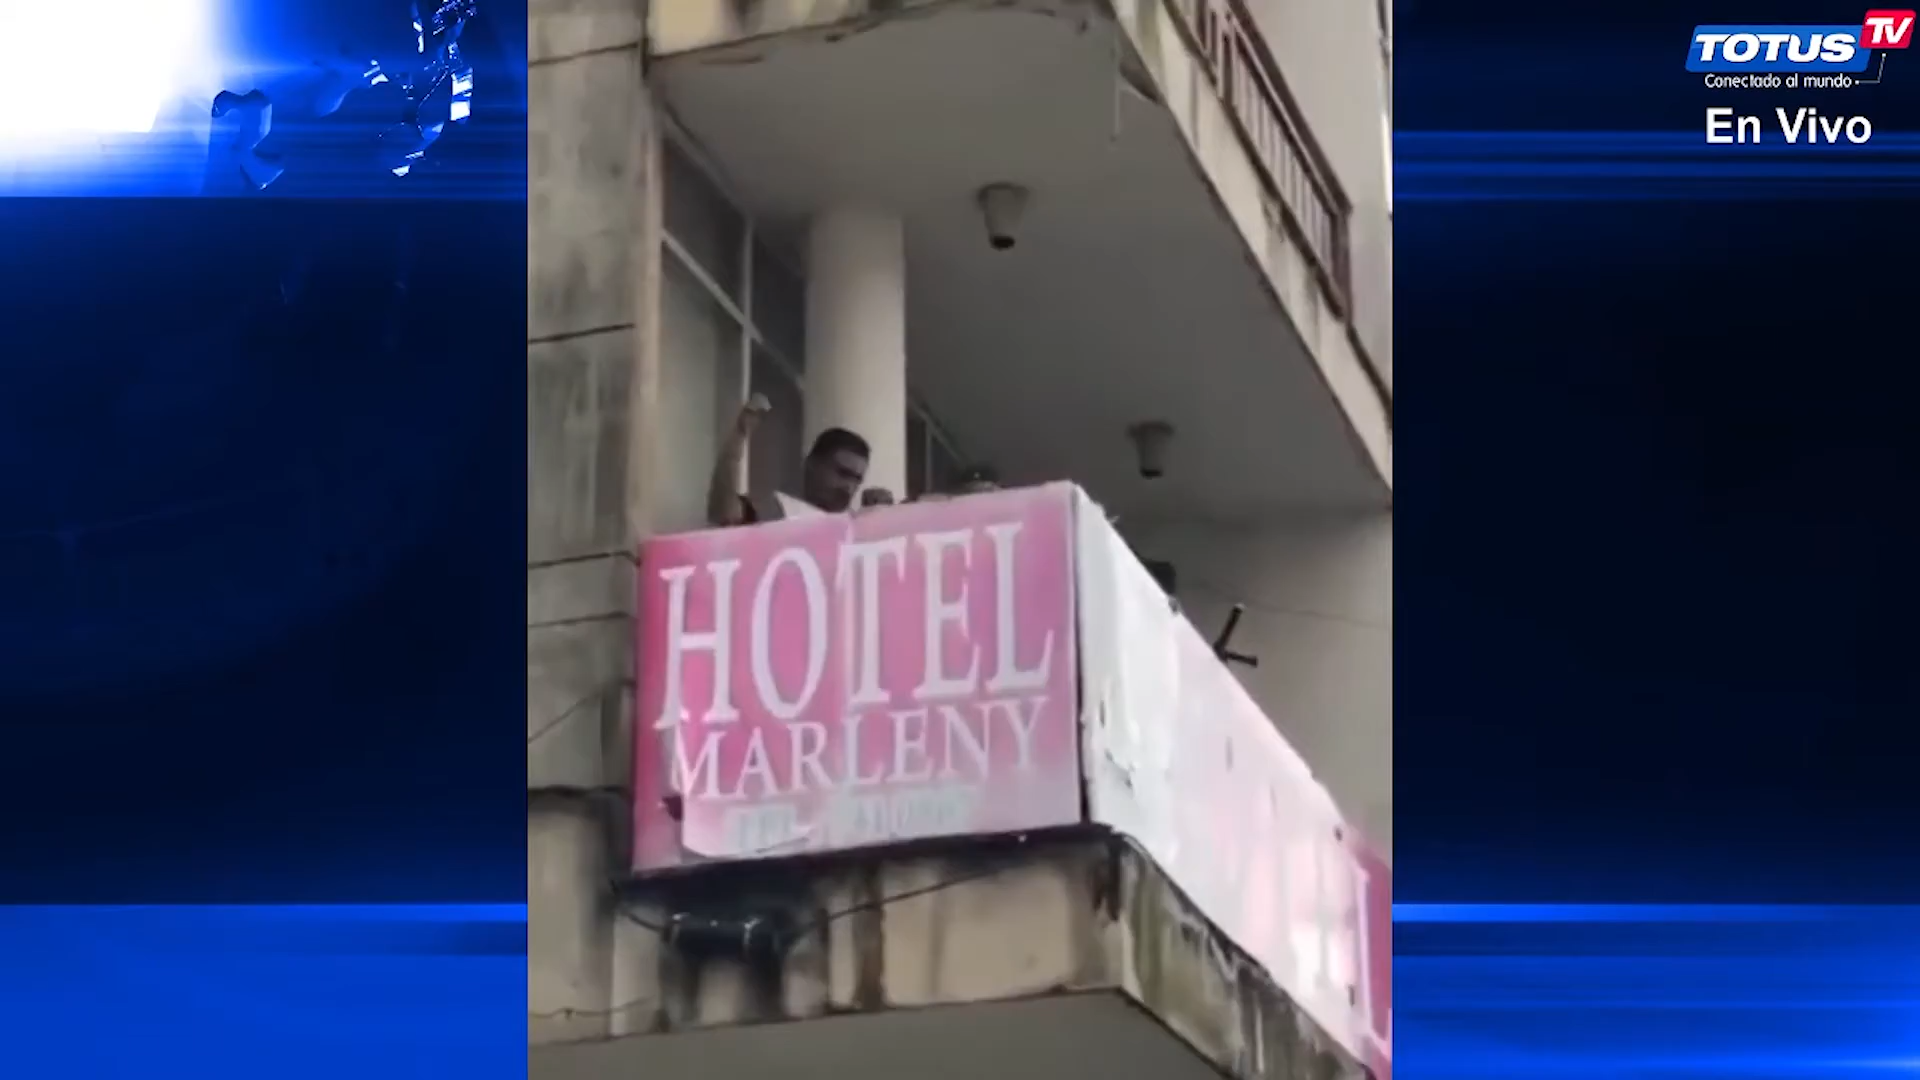 TOTUS TV
Conectado al mundo
En Vivo
HOTEL
MARLENY